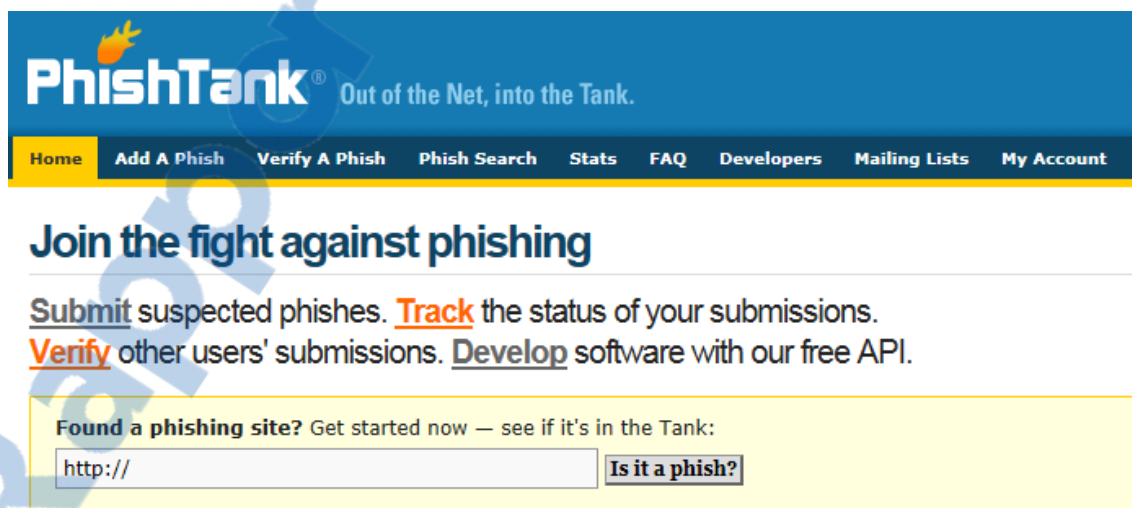 PhishTank® Out of the Net, into the Tank.
Home Add A Phish Verify A Phish Phish Search Stats FAQ Developers Mailing Lists My Account
Join the fight against phishing
Submit suspected phishes. Track the status of your submissions.
Verify other users' submissions. Develop software with our free API.
Found a phishing site? Get started now — see if it's in the Tank:
http:// Is it a phish?